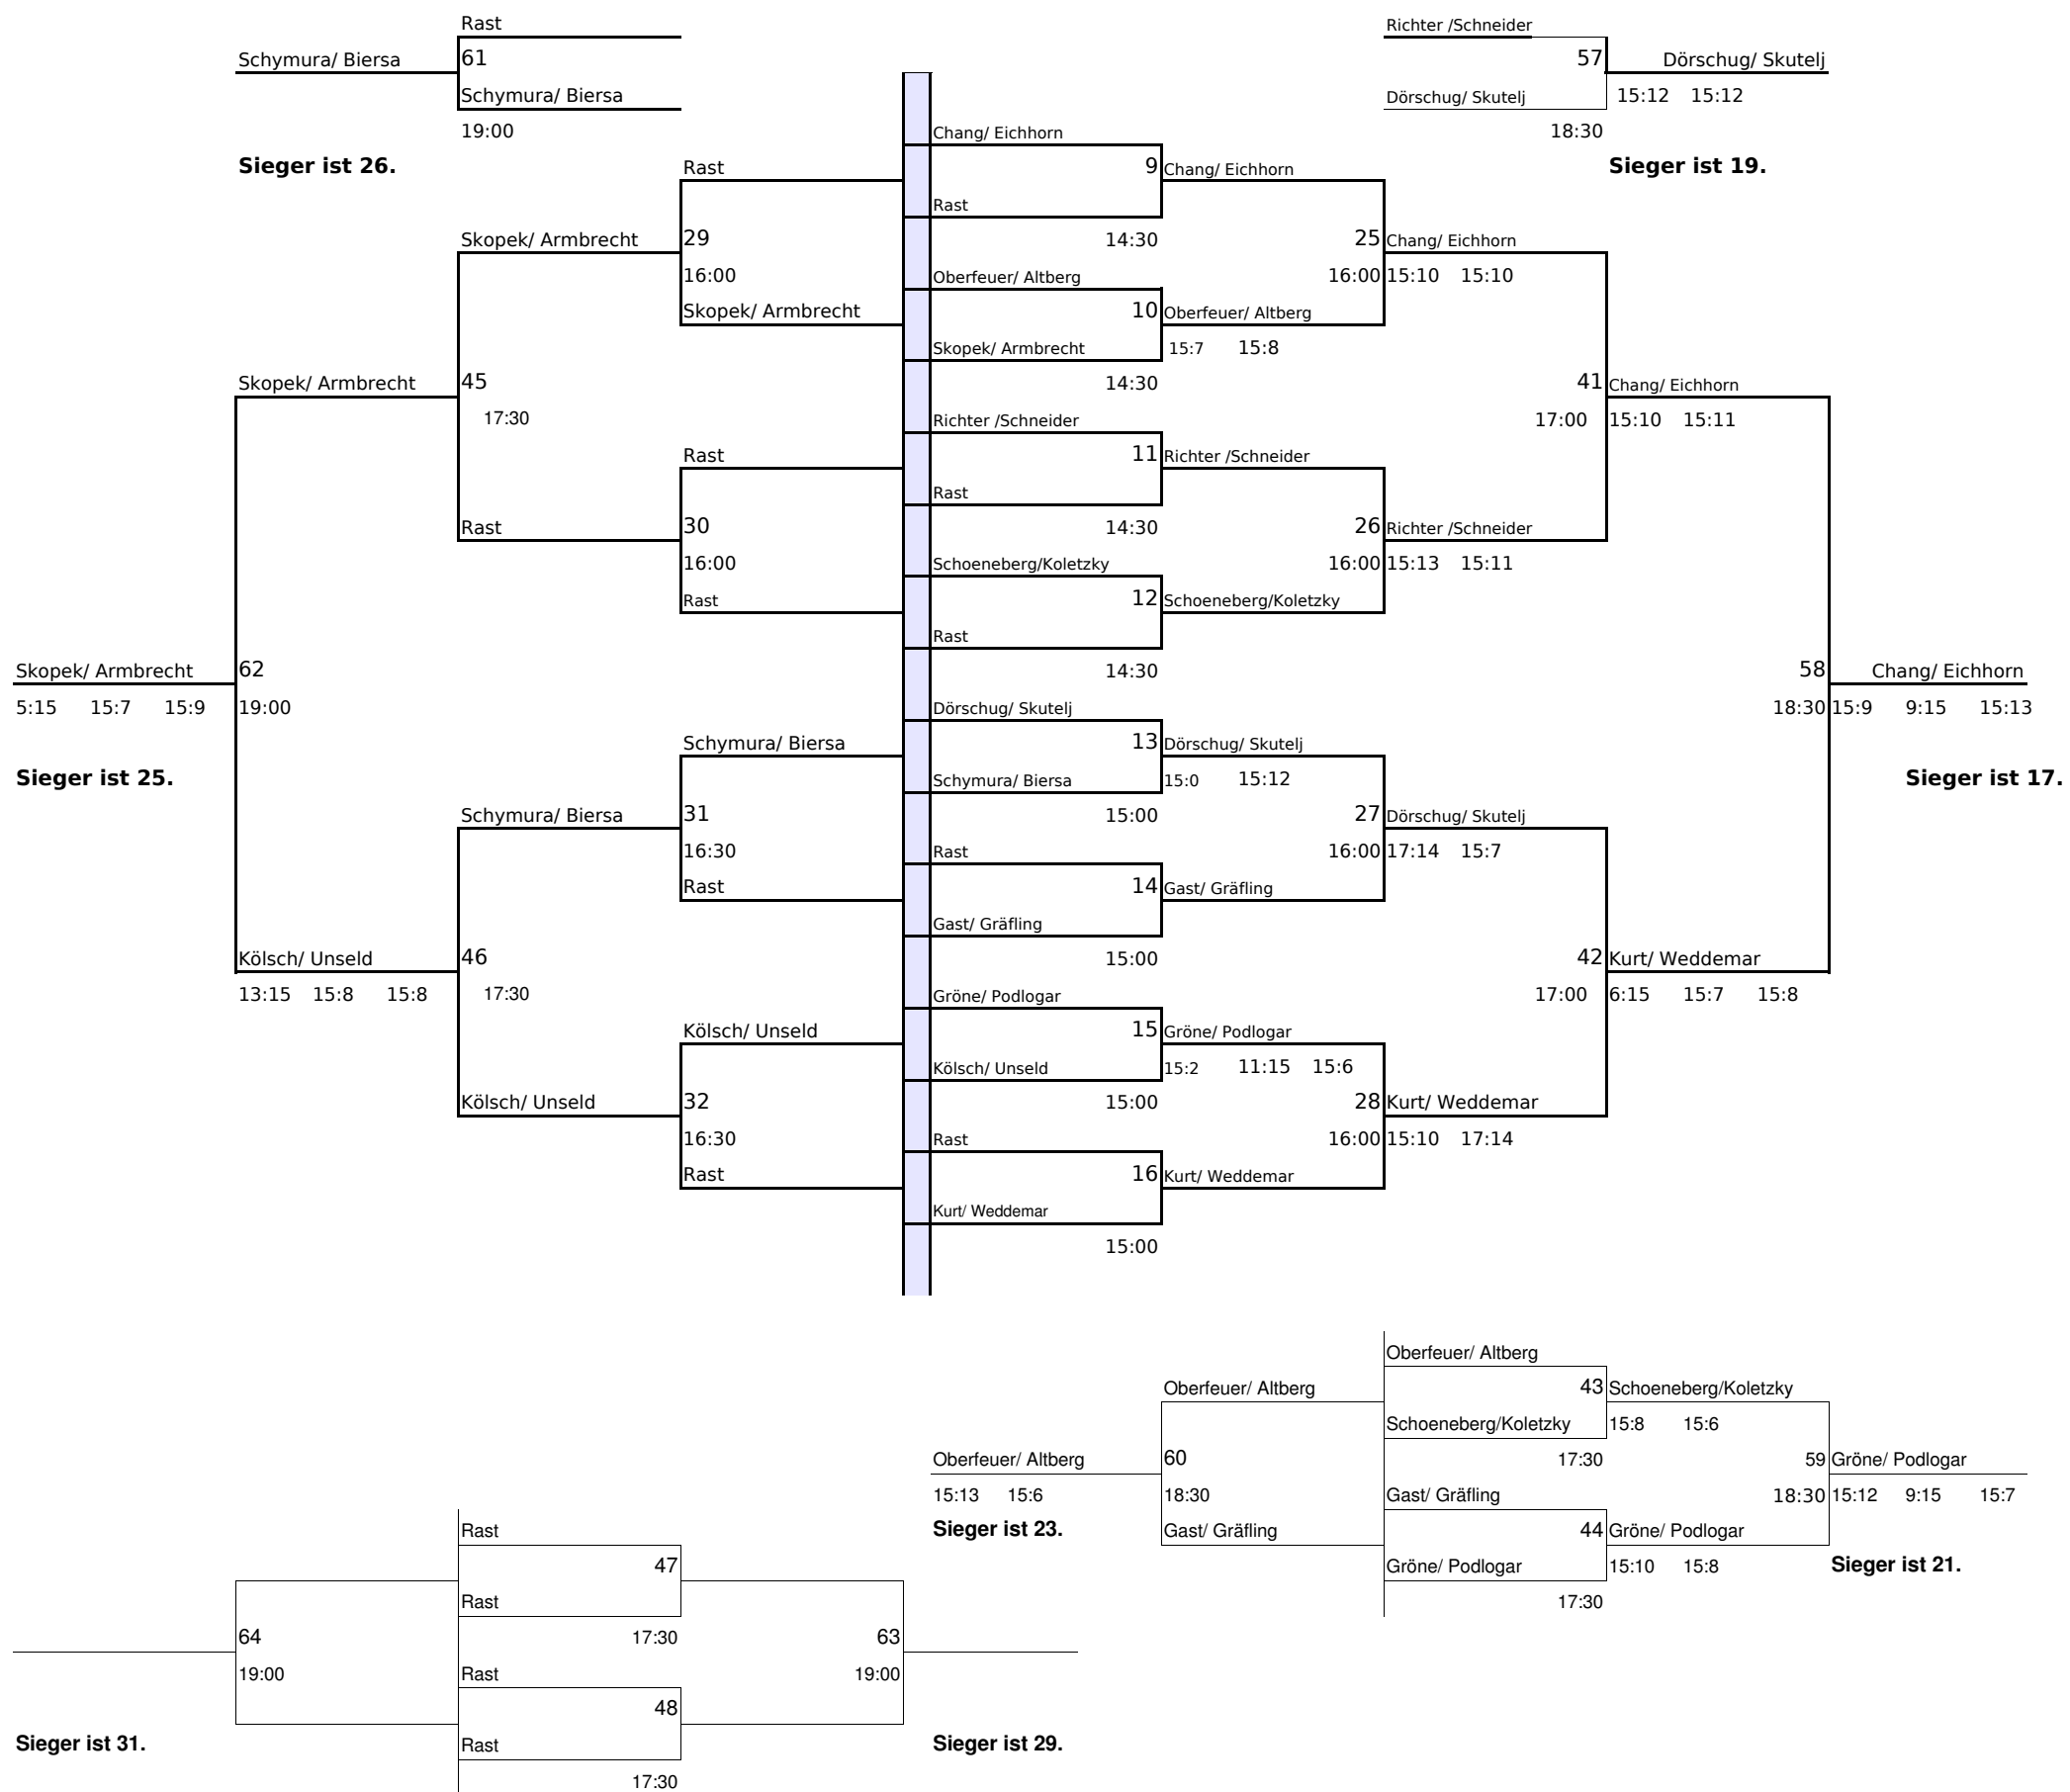 Rast
Richter /Schneider
Schymura/ Biersa
61
57
Dörschug/ Skutelj
Schymura/ Biersa
Dörschug/ Skutelj
15:12 15:12
19:00
Chang/ Eichhorn
18:30
Sieger ist 26.
Rast
9
Chang/ Eichhorn
Sieger ist 19.
Rast
Skopek/ Armbrecht
29
14:30
25
Chang/ Eichhorn
16:00
Oberfeuer/ Altberg
16:00
15:10 15:10
Skopek/ Armbrecht
10
Oberfeuer/ Altberg
Skopek/ Armbrecht
15:7 15:8
Skopek/ Armbrecht
45
14:30
41
Chang/ Eichhorn
17:30
Richter /Schneider
17:00
15:10 15:11
Rast
11
Richter /Schneider
Rast
Rast
30
14:30
26
Richter /Schneider
16:00
Schoeneberg/Koletzky
16:00
15:13 15:11
Rast
12
Schoeneberg/Koletzky
Rast
Skopek/ Armbrecht
62
14:30
58
Chang/ Eichhorn
5:15 15:7 15:9
19:00
Dörschug/ Skutelj
18:30
15:9 9:15 15:13
Schymura/ Biersa
13
Dörschug/ Skutelj
Sieger ist 25.
Schymura/ Biersa
15:0 15:12
Sieger ist 17.
Schymura/ Biersa
31
15:00
27
Dörschug/ Skutelj
16:30
Rast
16:00
17:14 15:7
Rast
14
Gast/ Gräfling
Gast/ Gräfling
Kölsch/ Unseld
46
15:00
42
Kurt/ Weddemar
13:15 15:8 15:8
17:30
Gröne/ Podlogar
17:00
6:15 15:7 15:8
Kölsch/ Unseld
15
Gröne/ Podlogar
Kölsch/ Unseld
15:2 11:15 15:6
Kölsch/ Unseld
32
15:00
28
Kurt/ Weddemar
16:30
Rast
16:00
15:10 17:14
Rast
16
Kurt/ Weddemar
Kurt/ Weddemar
15:00
Oberfeuer/ Altberg
Oberfeuer/ Altberg
43
Schoeneberg/Koletzky
Schoeneberg/Koletzky
15:8 15:6
Oberfeuer/ Altberg
60
17:30
59
Gröne/ Podlogar
15:13 15:6
18:30
Gast/ Gräfling
18:30
15:12 9:15 15:7
Sieger ist 23.
Gast/ Gräfling
44
Gröne/ Podlogar
Gröne/ Podlogar
15:10 15:8
Sieger ist 21.
17:30
Rast
47
Rast
64
17:30
63
19:00
Rast
19:00
48
Sieger ist 31.
Rast
Sieger ist 29.
17:30